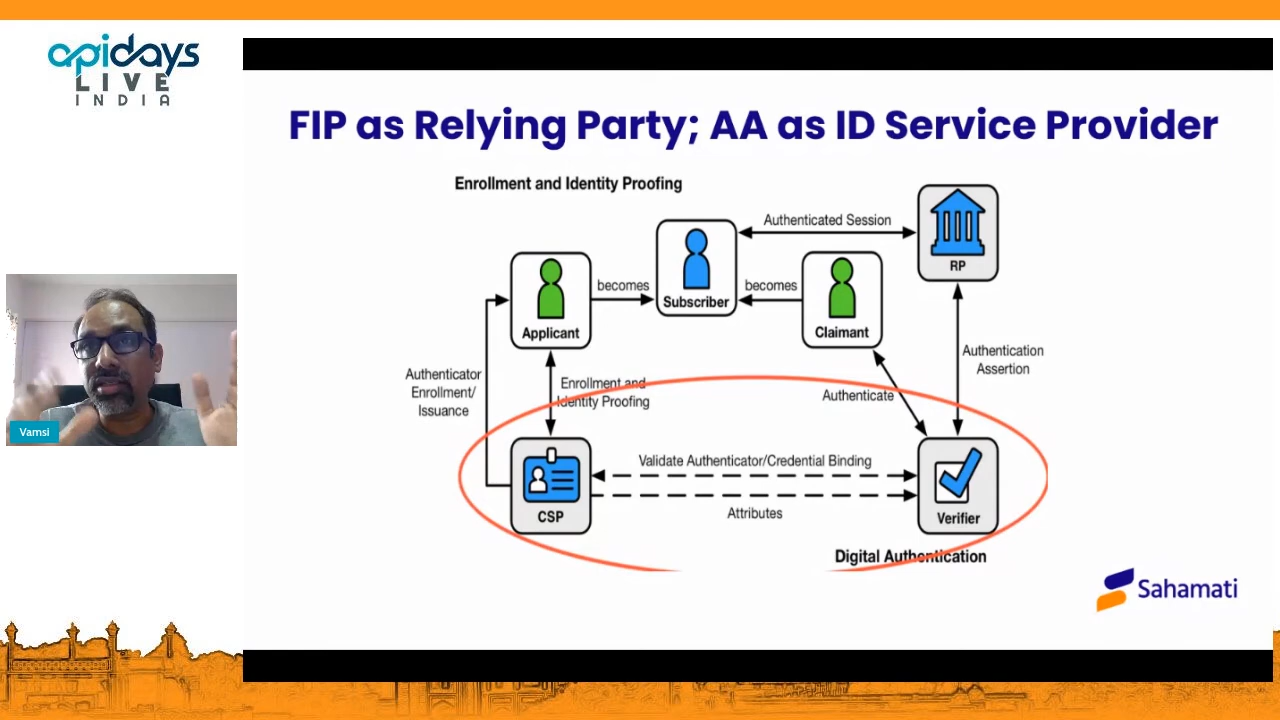 apidays
LIVE
INDIA
FIP as Relying Party; AA as ID Service Provider
Enrollment and Identity Proofing
Authenticated Session
RP
becomes
becomes
Subscriber
Applicant
Claimant
Authentication
Assertion
Authenticator
Enrollment/
Issuance
Enrollment and
Identity Proofing
Authenticate
Vamsi
Validate Authenticator/Credential Binding
CSP
Attributes
Verifier
Digital Authentication
Sahamati